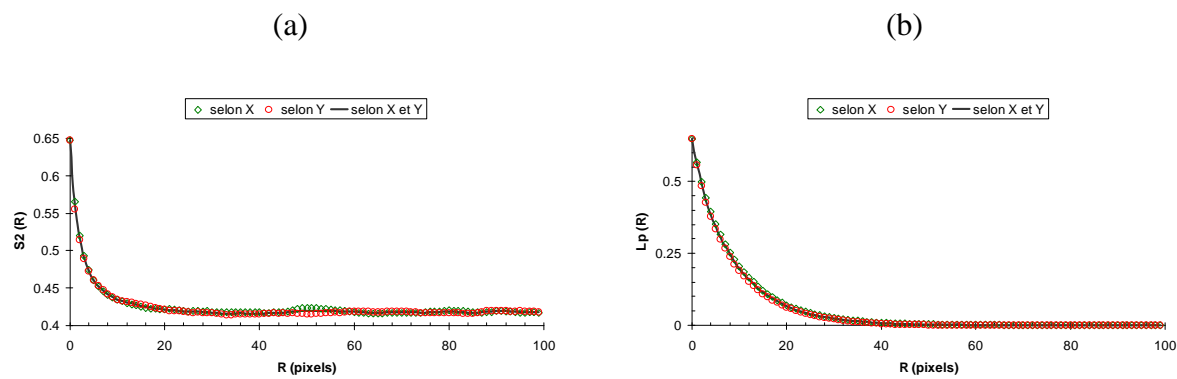 (a)
(b)
selon X selon Y selon X et Y
0.65
0.6
0.55
0.5
0.45
0.4
S2 (R)
0 20 40 60 80 100
R (pixels)
selon X selon Y selon X et Y
0.5
0.25
0
Lp (R)
0 20 40 60 80 100
R (pixels)